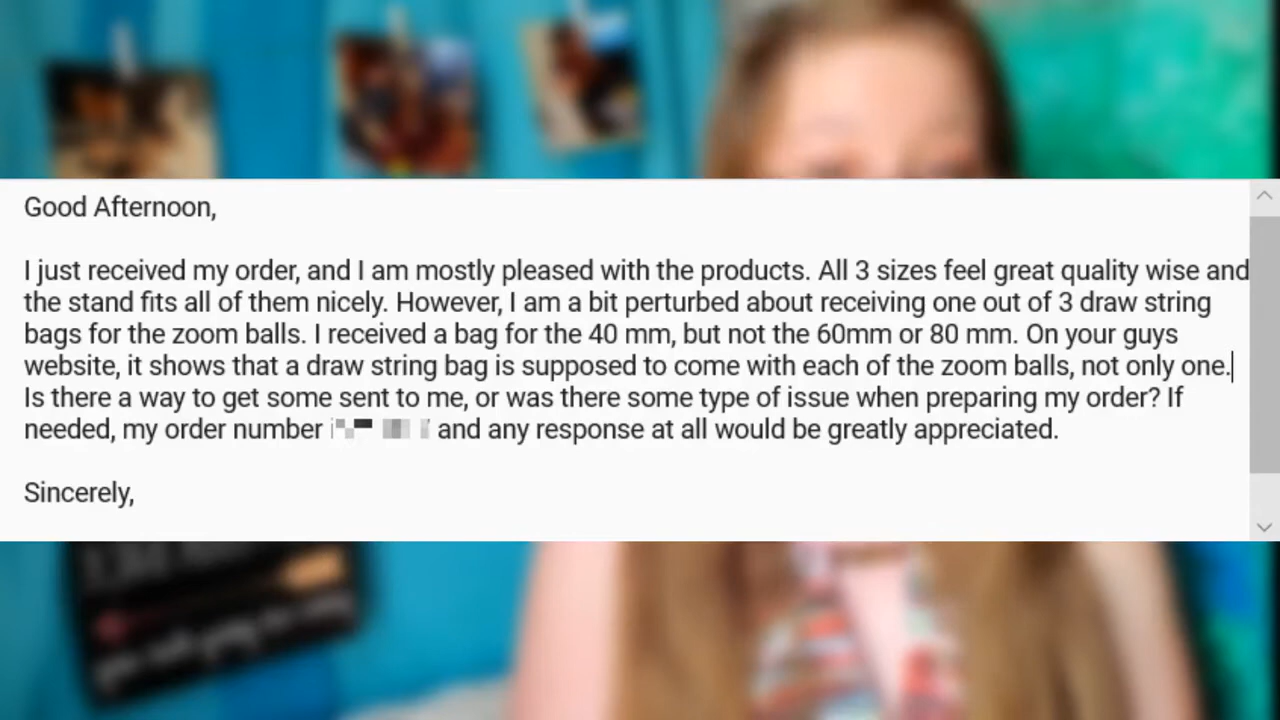 Good Afternoon,
I just received my order, and I am mostly pleased with the products. All 3 sizes feel great quality wise and
the stand fits all of them nicely. However, I am a bit perturbed about receiving one out of 3 draw string
bags for the zoom balls. I received a bag for the 40 mm, but not the 60mm or 80 mm. On your guys
website, it shows that a draw string bag is supposed to come with each of the zoom balls, not only one.
Is there a way to get some sent to me, or was there some type of issue when preparing my order? If
needed, my order number and any response at all would be greatly appreciated.
Sincerely,